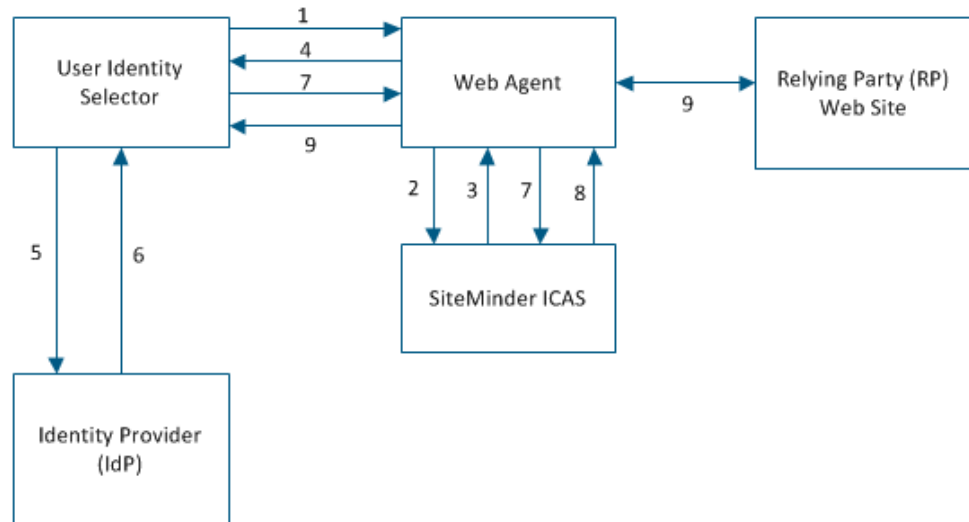 1
4
7
9
User Identity
Selector
Web Agent
9
Relying Party (RP)
Web Site
2
3
7
8
5
6
SiteMinder ICAS
Identity Provider
(IdP)